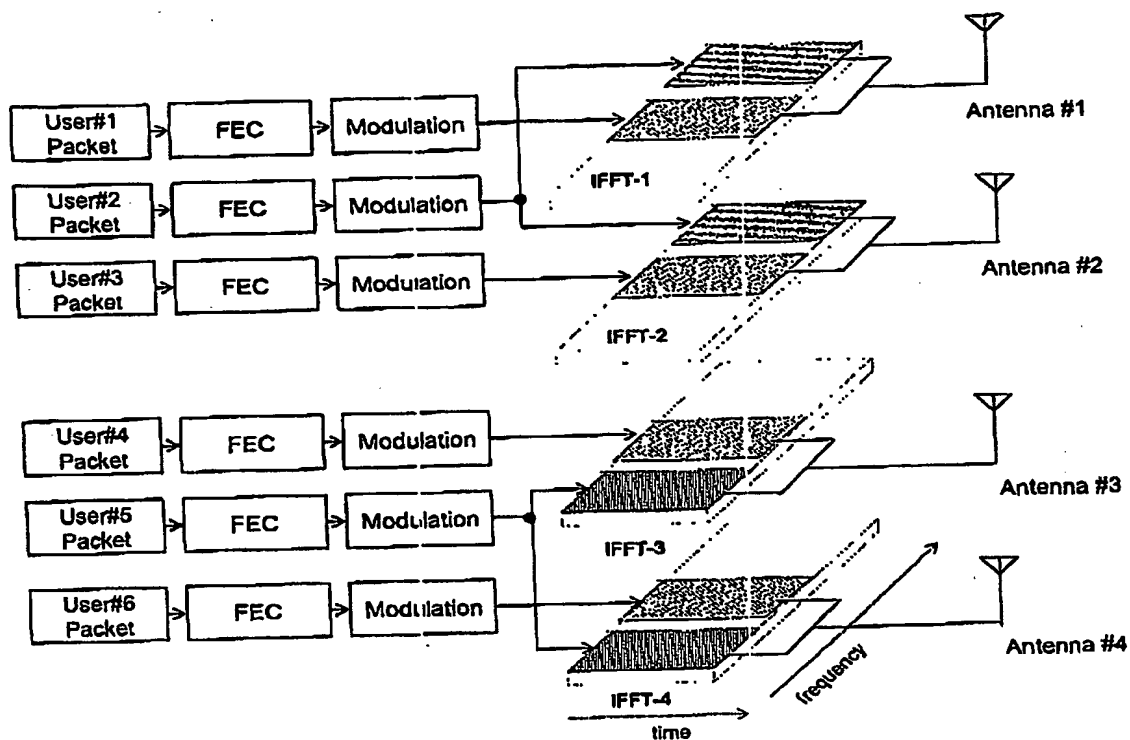 Antenna #1
User#1
Packet
FEC
Modulation
IFFT-1
User#2
Packet
FEC
Modulation
Antenna #2
User#3
Packet
FEC
Modulation
IFFT-2
User#4
Packet
FEC
Modulation
Antenna #3
User#5
Packet
FEC
Modulation
IFFT-3
User#6
Packet
FEC
Modulation
Antenna #4
frequency
IFFT-4
time